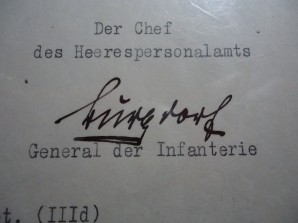 Der Chef
des Heerespersonalamts
Burgdorf
General der Infanterie
t. (IIId)